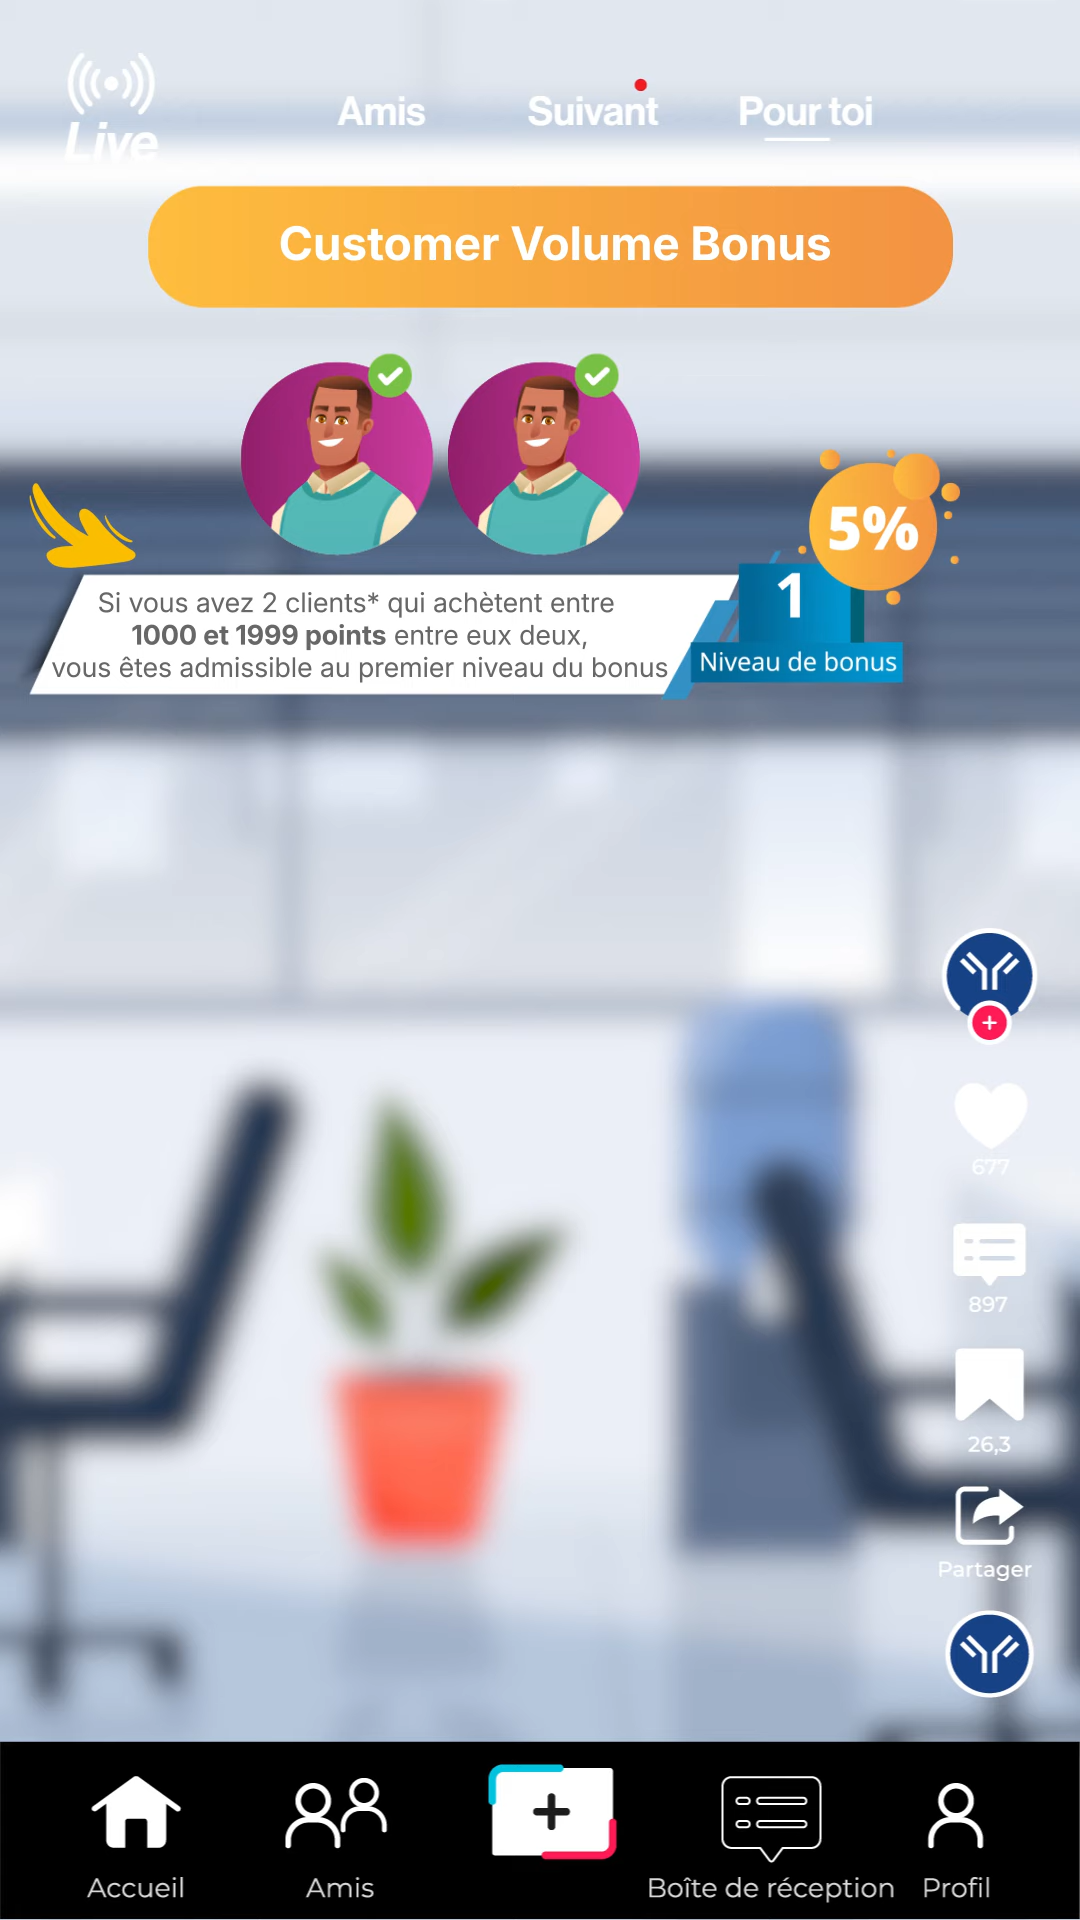 Live
Amis
Suivant
Pour toi
Customer Volume Bonus
5%
Si vous avez 2 clients* qui achètent entre
1000 et 1999 points entre eux deux,
vous êtes admissible au premier niveau du bonus
1
Niveau de bonus
677
897
26,3
Partager
Accueil
Amis
Boîte de réception
Profil